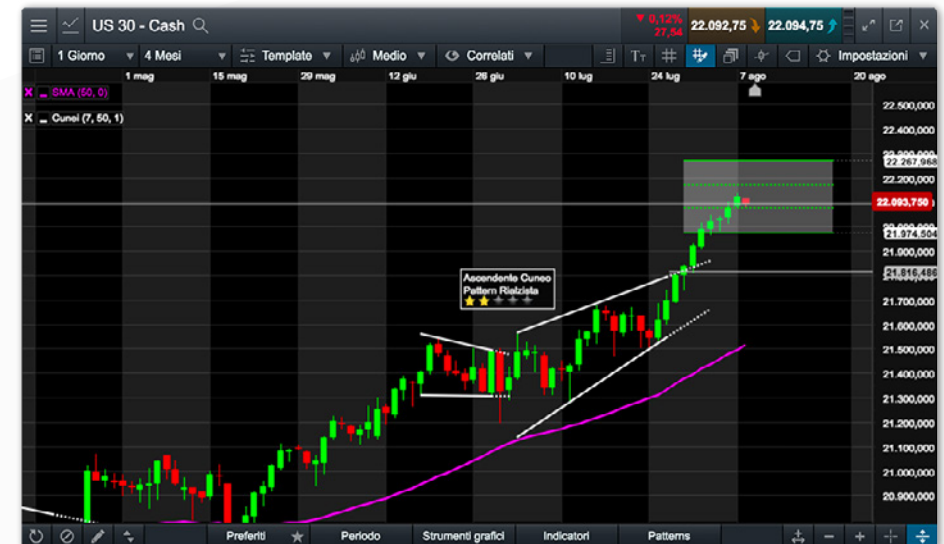 US 30 - Cash
0,12%
27,54
22.092,75
22.094,75
1 Giorno
4 Mesi
Template
Medio
Correlati
Impostazioni
1 mag
15 mag
29 mag
12 giu
26 giu
10 lug
24 lug
7 ago
20 ago
X SMA (50, 0)
X Cunei (7, 50, 1)
22.500,000
22.400,000
22.267,968
22.200,000
22.093,750
21.974,504
21.900,000
21.816,486
21.700,000
21.600,000
21.500,000
21.400,000
21.300,000
21.200,000
21.100,000
21.000,000
20.900,000
Ascendente Cuneo
Pattern Rialzista
Preferiti
Periodo
Strumenti grafici
Indicatori
Patterns